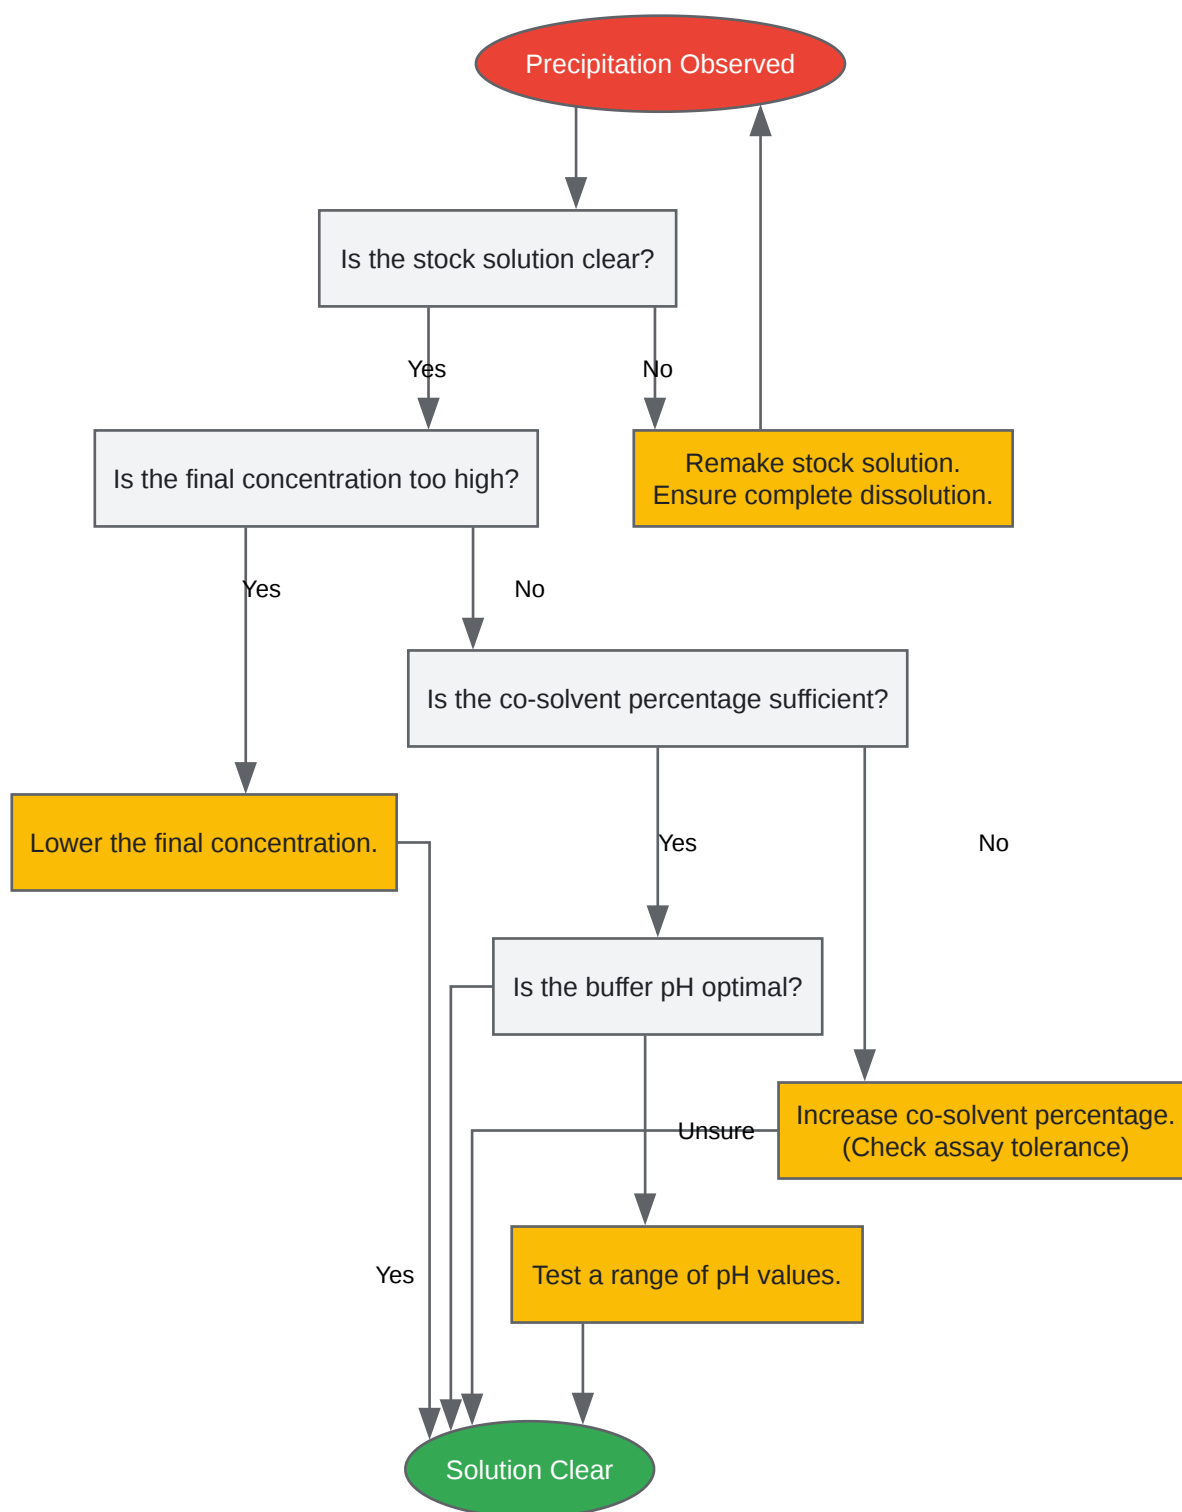 Precipitation Observed
Is the stock solution clear?
Yes
No
Is the final concentration too high?
Remake stock solution.
Ensure complete dissolution.
Yes
No
Is the co-solvent percentage sufficient?
Lower the final concentration.
Yes
No
Is the buffer pH optimal?
Unsure
Increase co-solvent percentage.
(Check assay tolerance)
Yes
Test a range of pH values.
Solution Clear